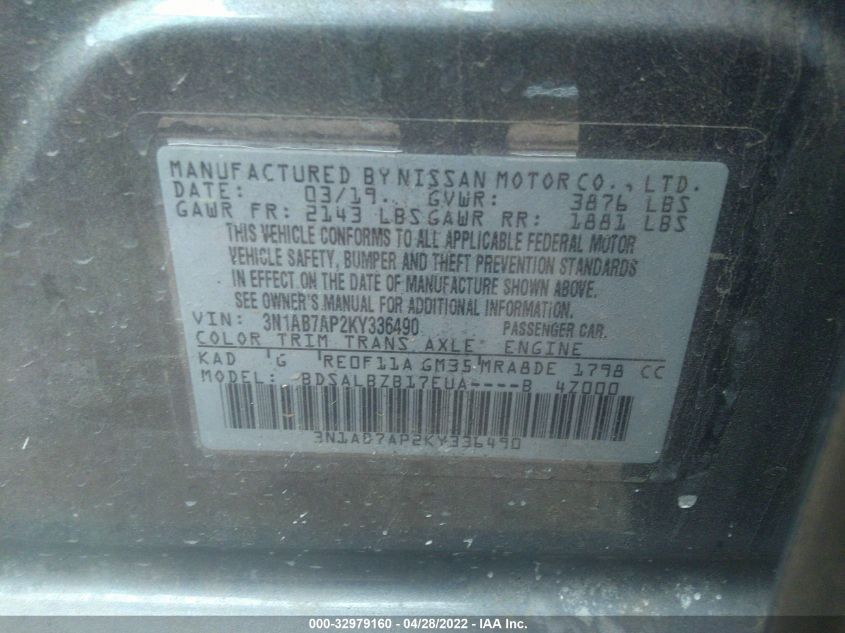 MANUFACTURED BY NISSAN MOTOR CO., LTD.
DATE: 03/19. GVWR: 3876 LBS
GAWR FR: 2143 LBS GAWR RR: 1881 LBS
THIS VEHICLE CONFORMS TO ALL APPLICABLE FEDERAL MOTOR
VEHICLE SAFETY, BUMPER AND THEFT PREVENTION STANDARDS
IN EFFECT ON THE DATE OF MANUFACTURE SHOWN ABOVE.
SEE OWNER'S MANUAL FOR ADDITIONAL INFORMATION.
VIN: 3N1AB7AP2KY336490 PASSENGER CAR.
COLOR TRIM TRANS AXLE ENGINE
KAD G RE0F11A GM35 MRA8DE 1798 CC
MODEL: BDSALBZB17EUA----B 47000
3N1AB7AP2KY336490
000-32979160 - 04/28/2022 - IAA Inc.